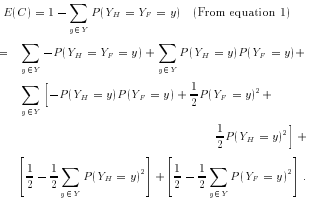 E(C) = 1 − ∑_{y∈Y} P(Y_H = Y_F = y) (From equation 1)
= ∑_{y∈Y} −P(Y_H = Y_F = y) + ∑_{y∈Y} P(Y_H = y)P(Y_F = y)+
∑_{y∈Y} [ −P(Y_H = y)P(Y_F = y) + 1/2 P(Y_F = y)² +
1/2 P(Y_H = y)² ] +
[ 1/2 − 1/2 ∑_{y∈Y} P(Y_H = y)² ] + [ 1/2 − 1/2 ∑_{y∈Y} P(Y_F = y)² ] .